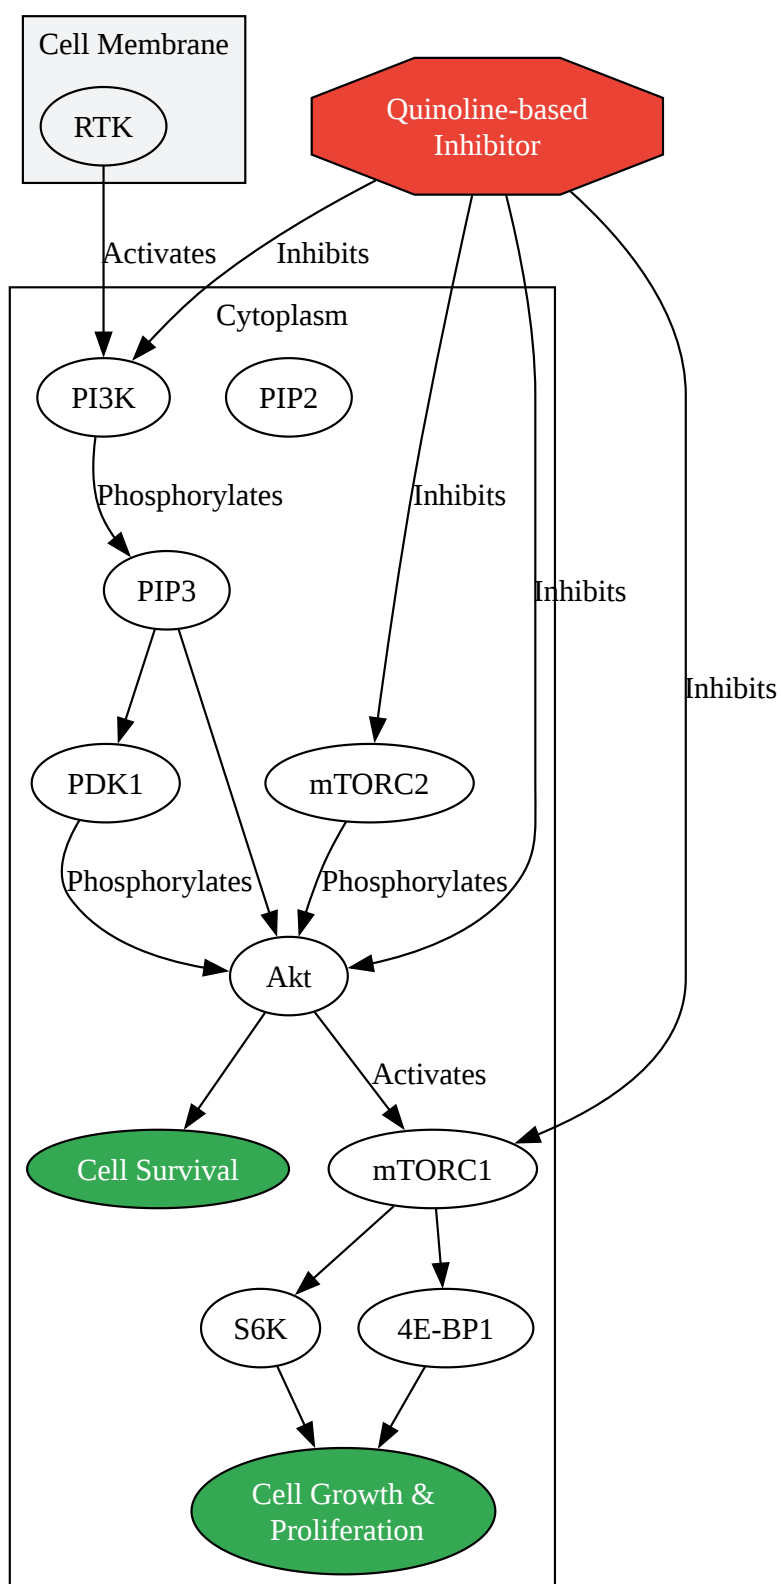 Cell Membrane
RTK
Quinoline-based
Inhibitor
Activates
Inhibits
Cytoplasm
PI3K
PIP2
Phosphorylates
Inhibits
PIP3
Inhibits
Inhibits
PDK1
mTORC2
Phosphorylates
Phosphorylates
Akt
Activates
Cell Survival
mTORC1
S6K
4E-BP1
Cell Growth &
Proliferation